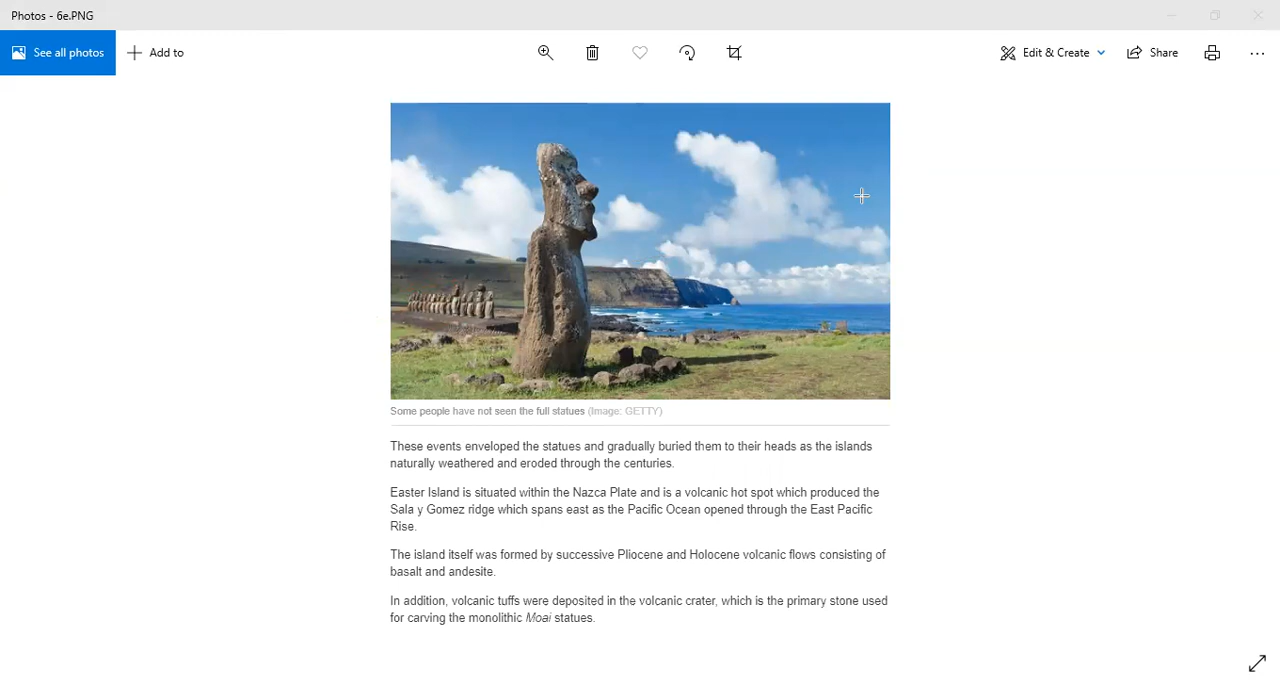 Photos - 6e.PNG
See all photos
Add to
Edit & Create
Share
Some people have not seen the full statues (Image: GETTY)
These events enveloped the statues and gradually buried them to their heads as the islands
naturally weathered and eroded through the centuries.
Easter Island is situated within the Nazca Plate and is a volcanic hot spot which produced the
Sala y Gomez ridge which spans east as the Pacific Ocean opened through the East Pacific
Rise.
The island itself was formed by successive Pliocene and Holocene volcanic flows consisting of
basalt and andesite.
In addition, volcanic tuffs were deposited in the volcanic crater, which is the primary stone used
for carving the monolithic Moai statues.